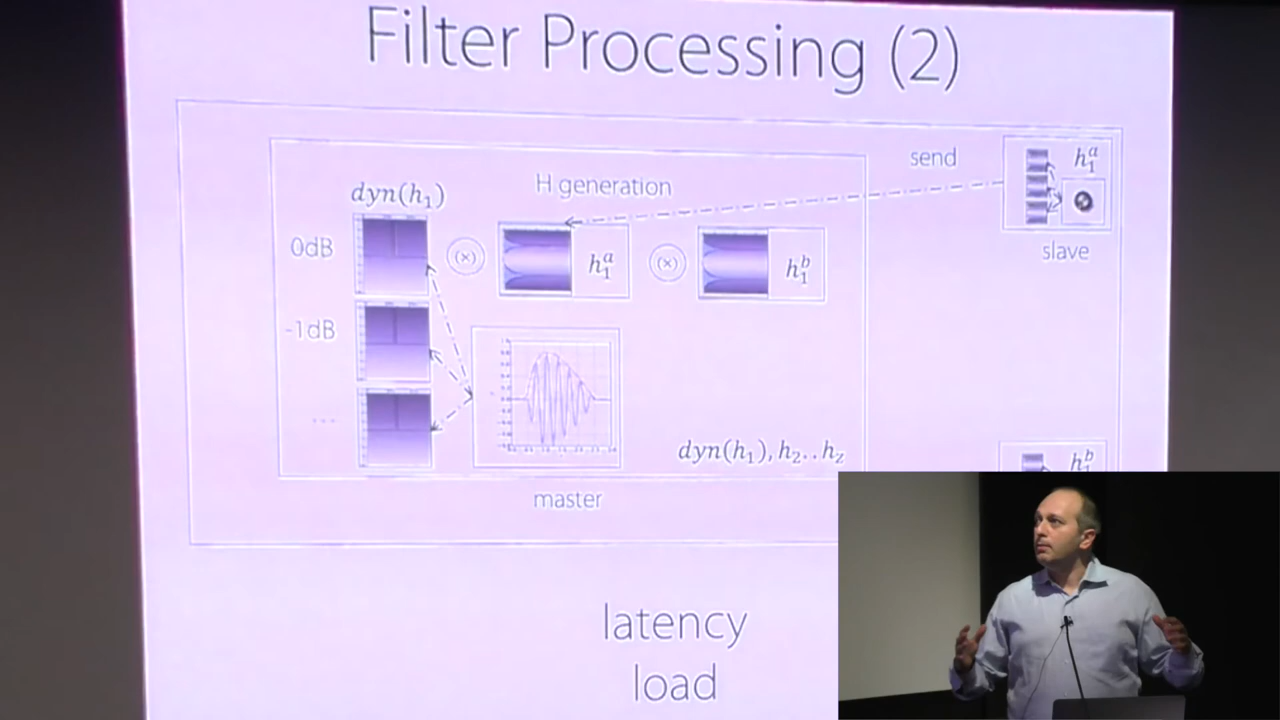 Filter Processing (2)
send
h₁ᵃ
slave
H generation
dyn(h₁)
0dB
(×)
h₁ᵃ
(×)
h₁ᵇ
-1dB
...
dyn(h₁), h₂..h_z
h₁ᵇ
master
latency
load